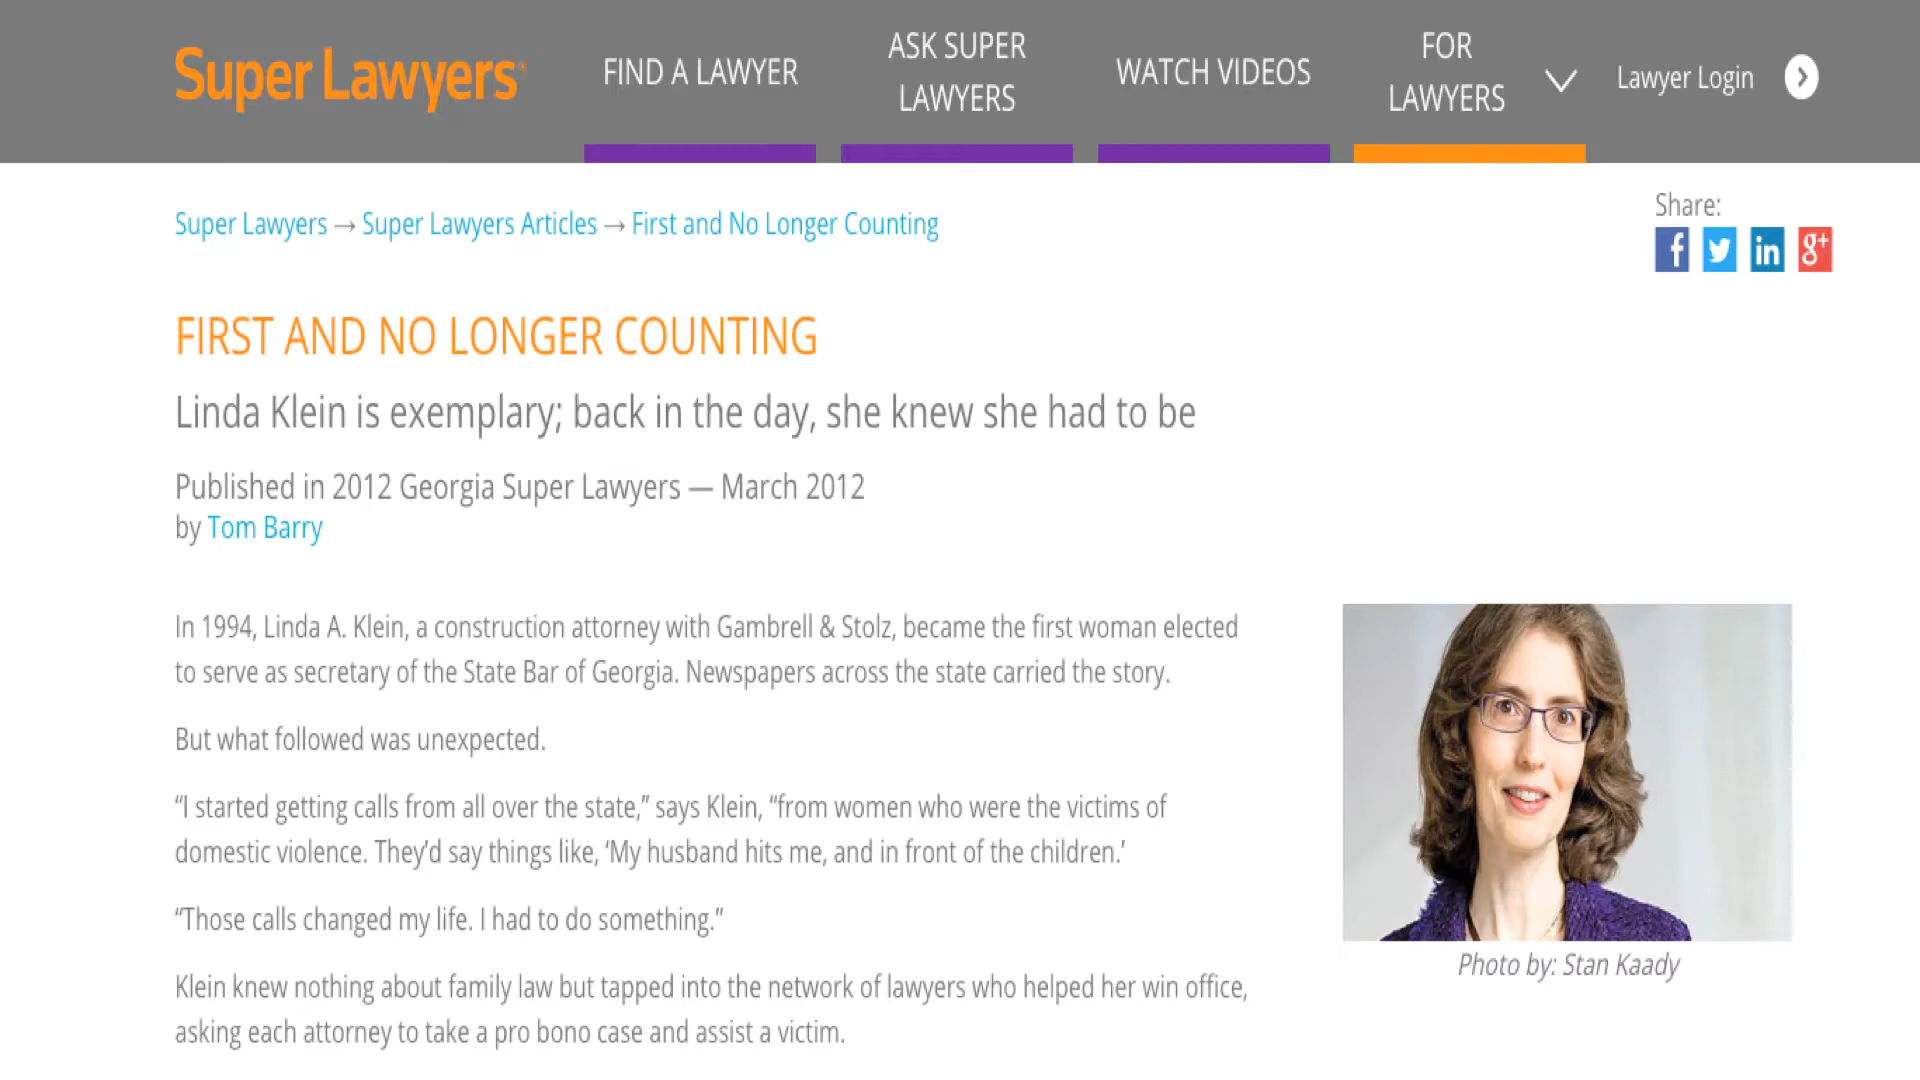 Super Lawyers®
FIND A LAWYER
ASK SUPER
LAWYERS
WATCH VIDEOS
FOR
LAWYERS
Lawyer Login
Super Lawyers → Super Lawyers Articles → First and No Longer Counting
Share:
f
in
g+
FIRST AND NO LONGER COUNTING
Linda Klein is exemplary; back in the day, she knew she had to be
Published in 2012 Georgia Super Lawyers — March 2012
by Tom Barry
In 1994, Linda A. Klein, a construction attorney with Gambrell & Stolz, became the first woman elected
to serve as secretary of the State Bar of Georgia. Newspapers across the state carried the story.
But what followed was unexpected.
“I started getting calls from all over the state,” says Klein, “from women who were the victims of
domestic violence. They’d say things like, ‘My husband hits me, and in front of the children.’
“Those calls changed my life. I had to do something.”
Klein knew nothing about family law but tapped into the network of lawyers who helped her win office,
asking each attorney to take a pro bono case and assist a victim.
Photo by: Stan Kaady